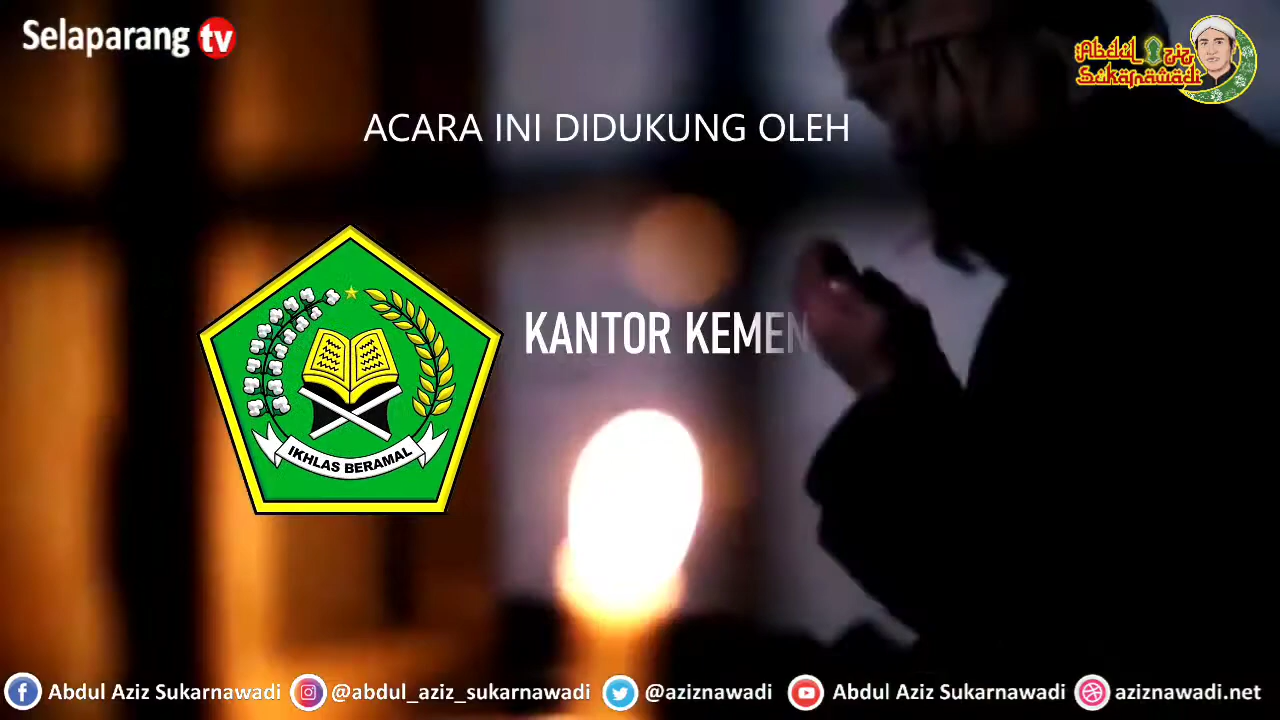 Selaparang tv
Abdul Aziz
Sukarnawadi
ACARA INI DIDUKUNG OLEH
KANTOR KEMEN
IKHLAS BERAMAL
Abdul Aziz Sukarnawadi @abdul_aziz_sukarnawadi @aziznawadi Abdul Aziz Sukarnawadi aziznawadi.net